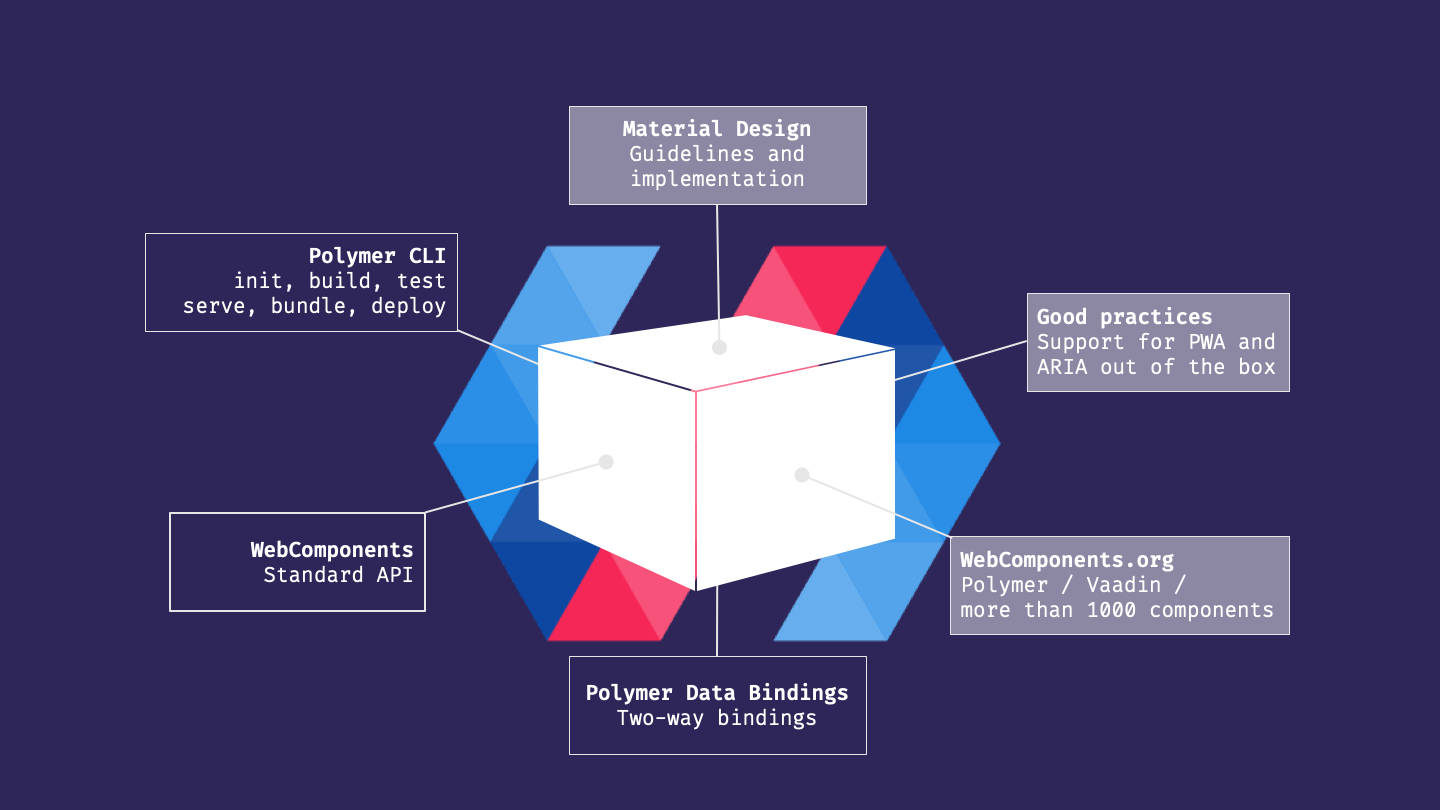 Material Design
Guidelines and
implementation
Polymer CLI
init, build, test
serve, bundle, deploy
Good practices
Support for PWA and
ARIA out of the box
WebComponents
Standard API
WebComponents.org
Polymer / Vaadin /
more than 1000 components
Polymer Data Bindings
Two-way bindings